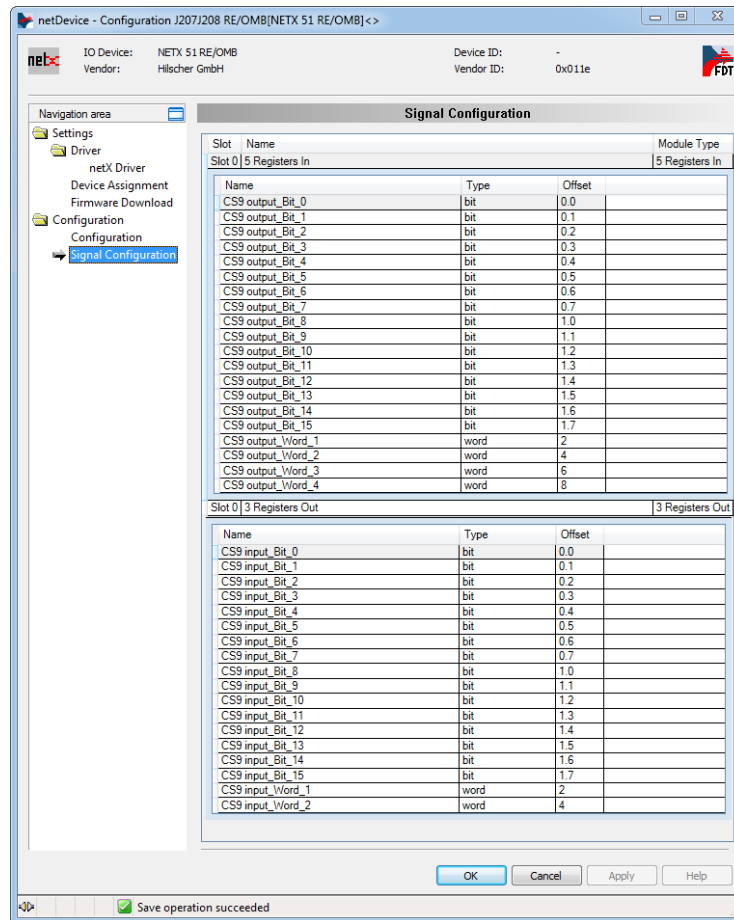 netDevice - Configuration J207J208 RE/OMB[NETX 51 RE/OMB]<>
netx
IO Device: NETX 51 RE/OMB Device ID: -
Vendor: Hilscher GmbH Vendor ID: 0x011e
FDT
Navigation area
Settings
Driver
netX Driver
Device Assignment
Firmware Download
Configuration
Configuration
Signal Configuration
Signal Configuration
Slot Name Module Type
Slot 0 5 Registers In 5 Registers In
Name Type Offset
CS9 output_Bit_0 bit 0.0
CS9 output_Bit_1 bit 0.1
CS9 output_Bit_2 bit 0.2
CS9 output_Bit_3 bit 0.3
CS9 output_Bit_4 bit 0.4
CS9 output_Bit_5 bit 0.5
CS9 output_Bit_6 bit 0.6
CS9 output_Bit_7 bit 0.7
CS9 output_Bit_8 bit 1.0
CS9 output_Bit_9 bit 1.1
CS9 output_Bit_10 bit 1.2
CS9 output_Bit_11 bit 1.3
CS9 output_Bit_12 bit 1.4
CS9 output_Bit_13 bit 1.5
CS9 output_Bit_14 bit 1.6
CS9 output_Bit_15 bit 1.7
CS9 output_Word_1 word 2
CS9 output_Word_2 word 4
CS9 output_Word_3 word 6
CS9 output_Word_4 word 8
Slot 0 3 Registers Out 3 Registers Out
Name Type Offset
CS9 input_Bit_0 bit 0.0
CS9 input_Bit_1 bit 0.1
CS9 input_Bit_2 bit 0.2
CS9 input_Bit_3 bit 0.3
CS9 input_Bit_4 bit 0.4
CS9 input_Bit_5 bit 0.5
CS9 input_Bit_6 bit 0.6
CS9 input_Bit_7 bit 0.7
CS9 input_Bit_8 bit 1.0
CS9 input_Bit_9 bit 1.1
CS9 input_Bit_10 bit 1.2
CS9 input_Bit_11 bit 1.3
CS9 input_Bit_12 bit 1.4
CS9 input_Bit_13 bit 1.5
CS9 input_Bit_14 bit 1.6
CS9 input_Bit_15 bit 1.7
CS9 input_Word_1 word 2
CS9 input_Word_2 word 4
OK Cancel Apply Help
Save operation succeeded